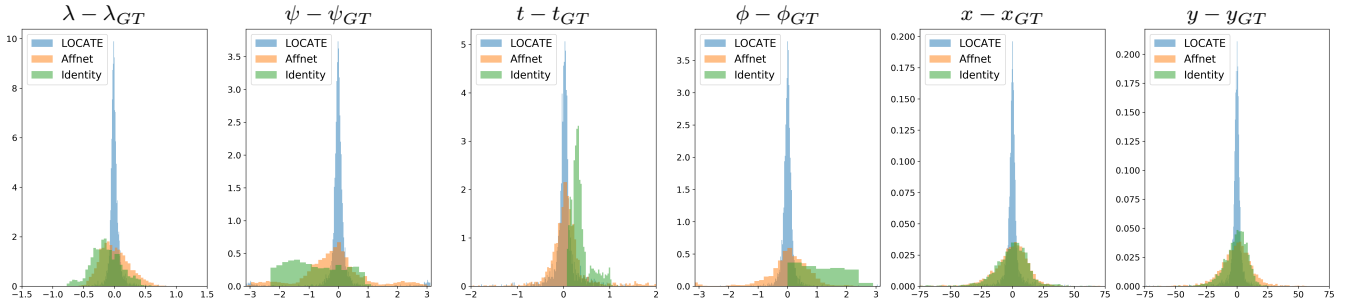 λ − λGT
ψ − ψGT
t − tGT
ϕ − ϕGT
x − xGT
y − yGT
LOCATE
Affnet
Identity
10
8
6
4
2
0
−1.5 −1.0 −0.5 0.0 0.5 1.0 1.5
LOCATE
Affnet
Identity
3.5
3.0
2.5
2.0
1.5
1.0
0.5
0.0
−3 −2 −1 0 1 2 3
LOCATE
Affnet
Identity
5
4
3
2
1
0
−2 −1 0 1 2
LOCATE
Affnet
Identity
3.5
3.0
2.5
2.0
1.5
1.0
0.5
0.0
−3 −2 −1 0 1 2 3
LOCATE
Affnet
Identity
0.200
0.175
0.150
0.125
0.100
0.075
0.050
0.025
0.000
−75 −50 −25 0 25 50 75
LOCATE
Affnet
Identity
0.200
0.175
0.150
0.125
0.100
0.075
0.050
0.025
0.000
−75 −50 −25 0 25 50 75